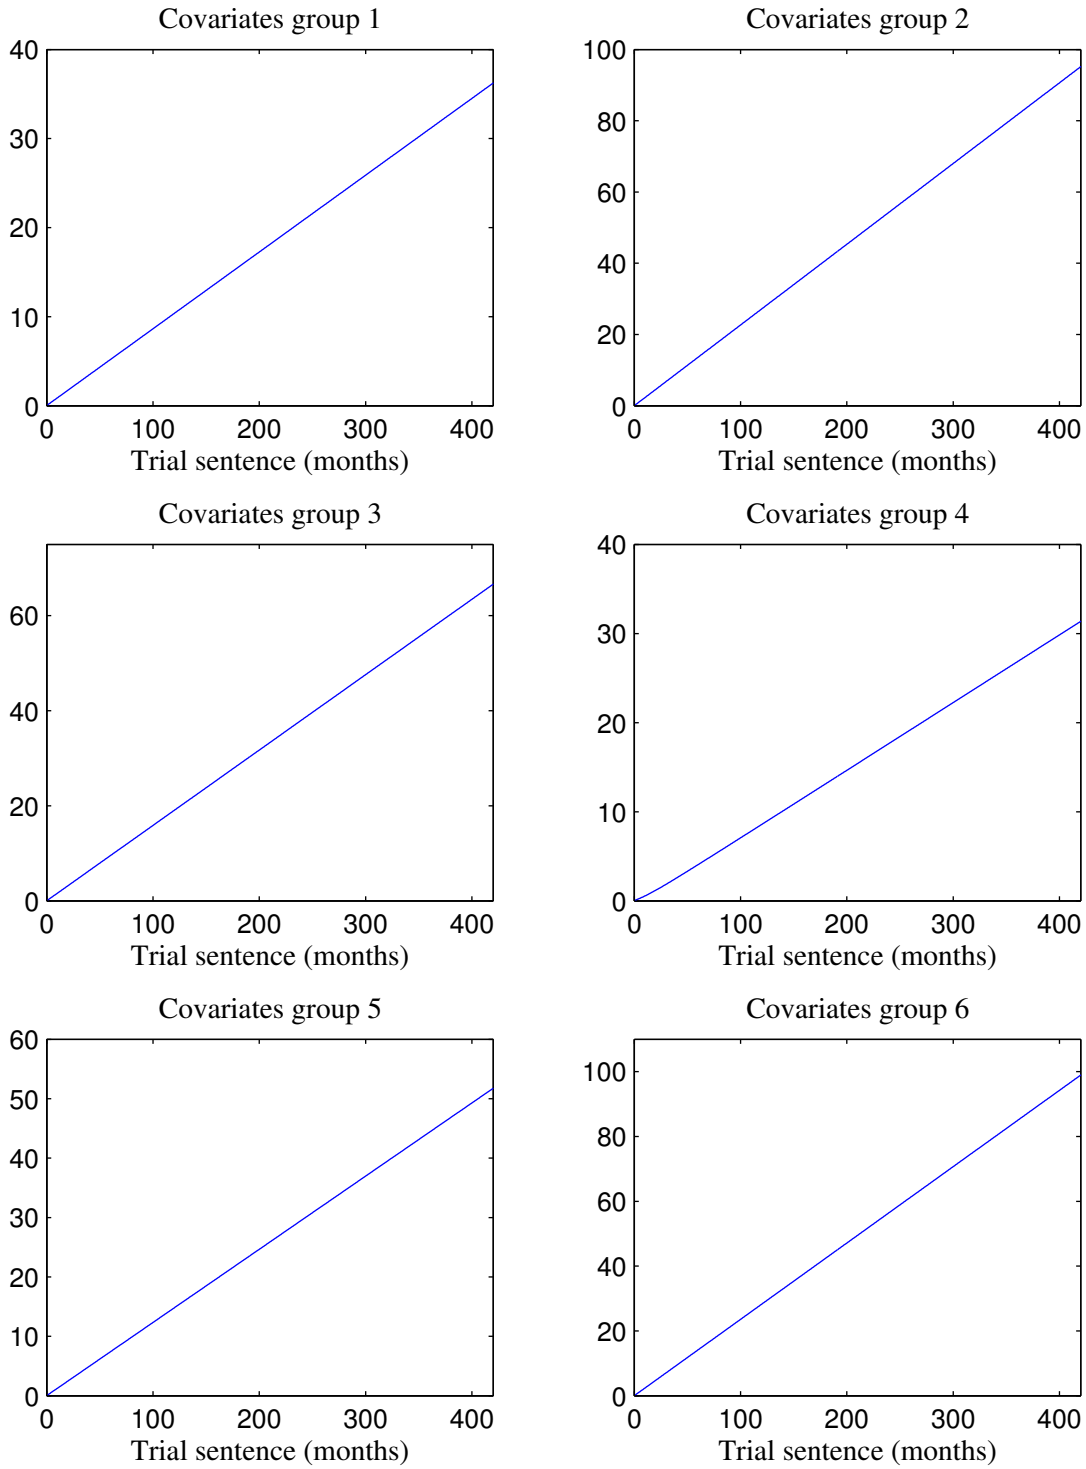 Covariates group 1
40
30
20
10
0
0 100 200 300 400
Trial sentence (months)
Covariates group 2
100
80
60
40
20
0
0 100 200 300 400
Trial sentence (months)
Covariates group 3
60
40
20
0
0 100 200 300 400
Trial sentence (months)
Covariates group 4
40
30
20
10
0
0 100 200 300 400
Trial sentence (months)
Covariates group 5
60
50
40
30
20
10
0
0 100 200 300 400
Trial sentence (months)
Covariates group 6
100
80
60
40
20
0
0 100 200 300 400
Trial sentence (months)